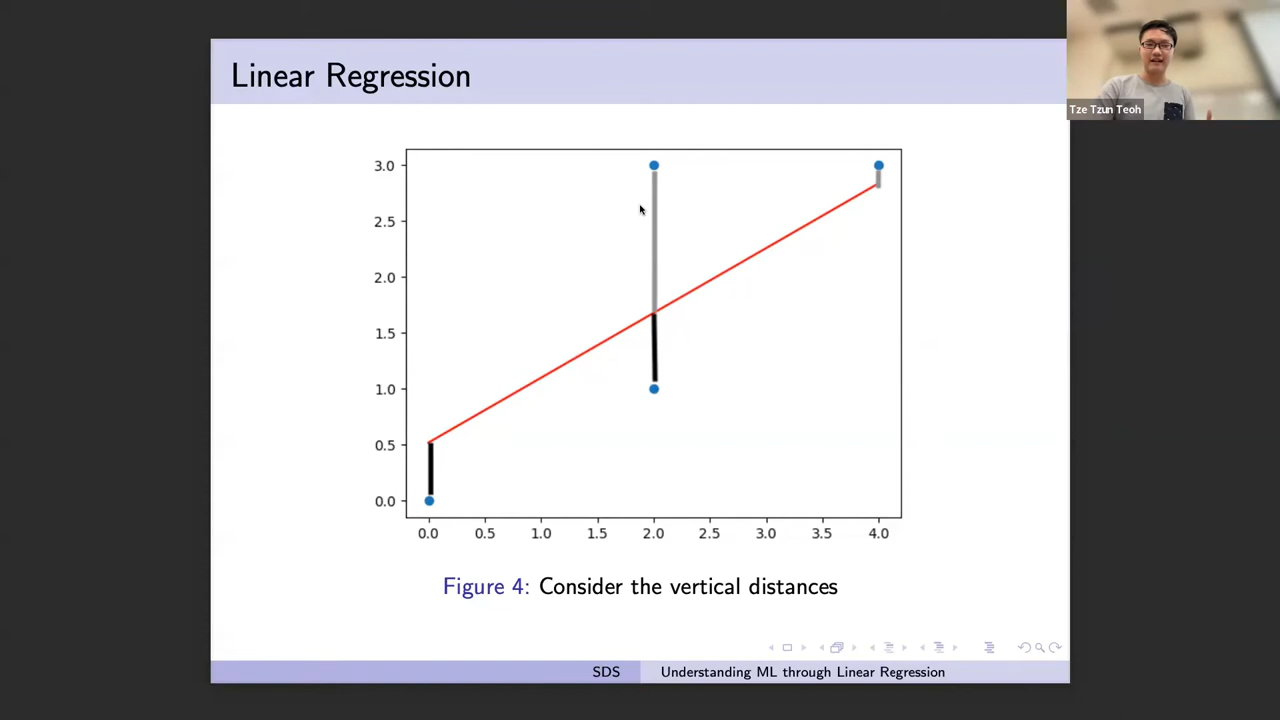 Linear Regression
Tze Tzun Teoh
3.0
2.5
2.0
1.5
1.0
0.5
0.0
0.0 0.5 1.0 1.5 2.0 2.5 3.0 3.5 4.0
Figure 4: Consider the vertical distances
SDS Understanding ML through Linear Regression